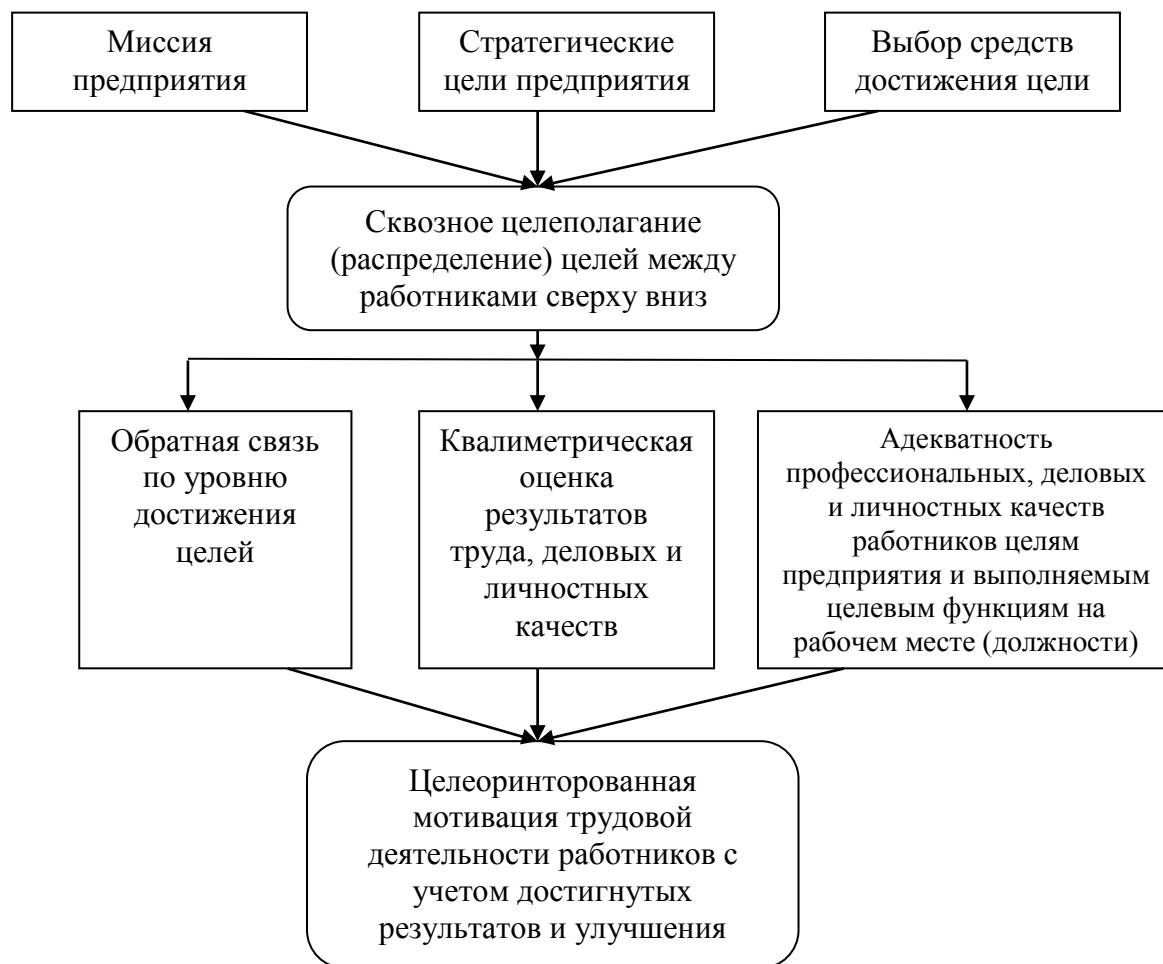 Миссия
предприятия
Стратегические
цели предприятия
Выбор средств
достижения цели
Сквозное целеполагание
(распределение) целей между
работниками сверху вниз
Обратная связь
по уровню
достижения
целей
Квалиметрическая
оценка
результатов
труда, деловых и
личностных
качеств
Адекватность
профессиональных, деловых
и личностных качеств
работников целям
предприятия и выполняемым
целевым функциям на
рабочем месте (должности)
Целеоринторованная
мотивация трудовой
деятельности работников с
учетом достигнутых
результатов и улучшения